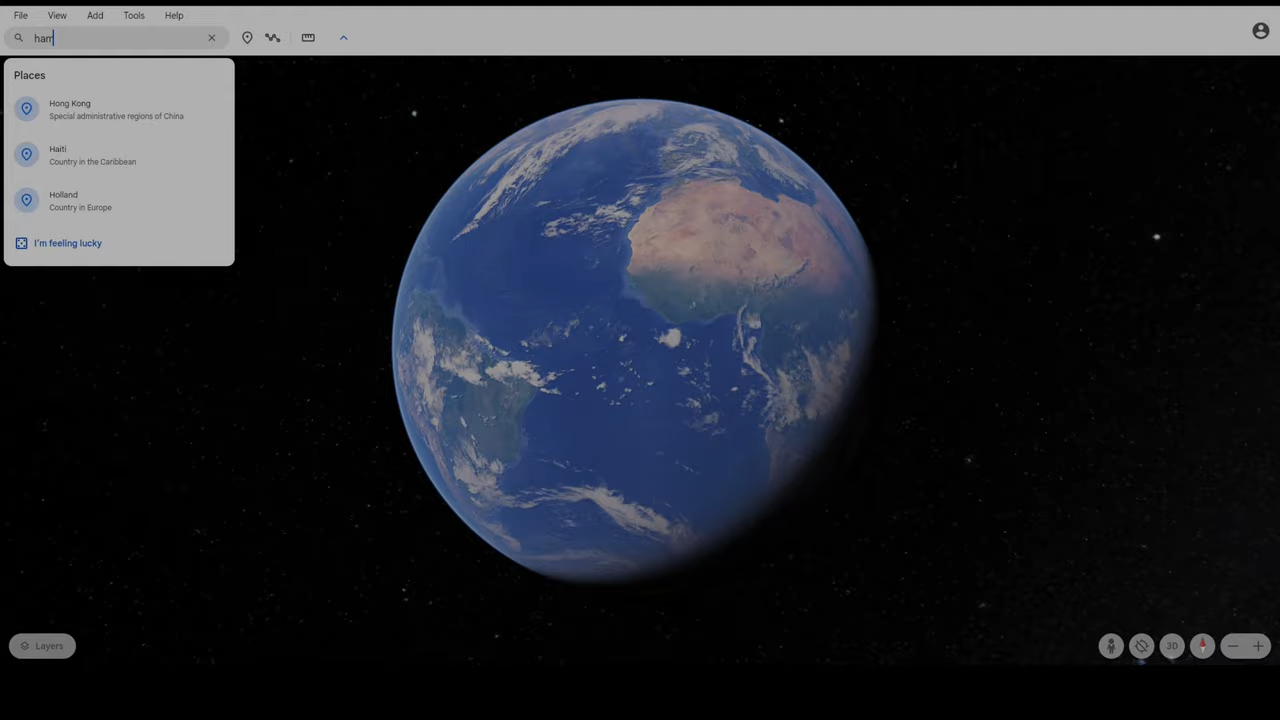 File View Add Tools Help
ham
Places
Hong Kong
Special administrative regions of China
Haiti
Country in the Caribbean
Holland
Country in Europe
I'm feeling lucky
Layers
3D